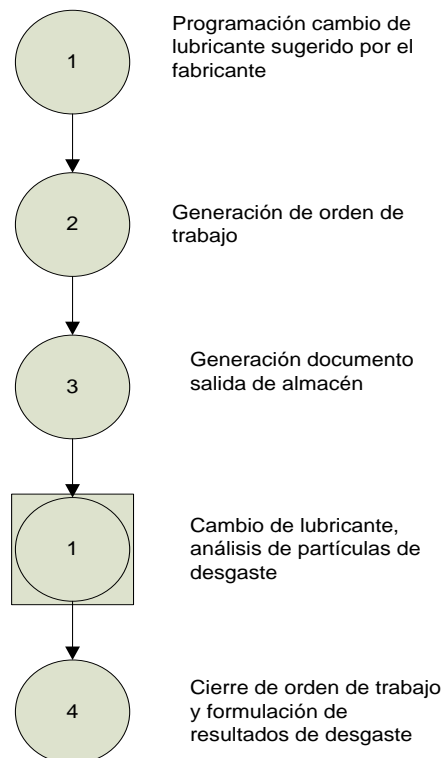 1
Programación cambio de
lubricante sugerido por el
fabricante
2
Generación de orden de
trabajo
3
Generación documento
salida de almacén
1
Cambio de lubricante,
análisis de partículas de
desgaste
4
Cierre de orden de trabajo
y formulación de
resultados de desgaste